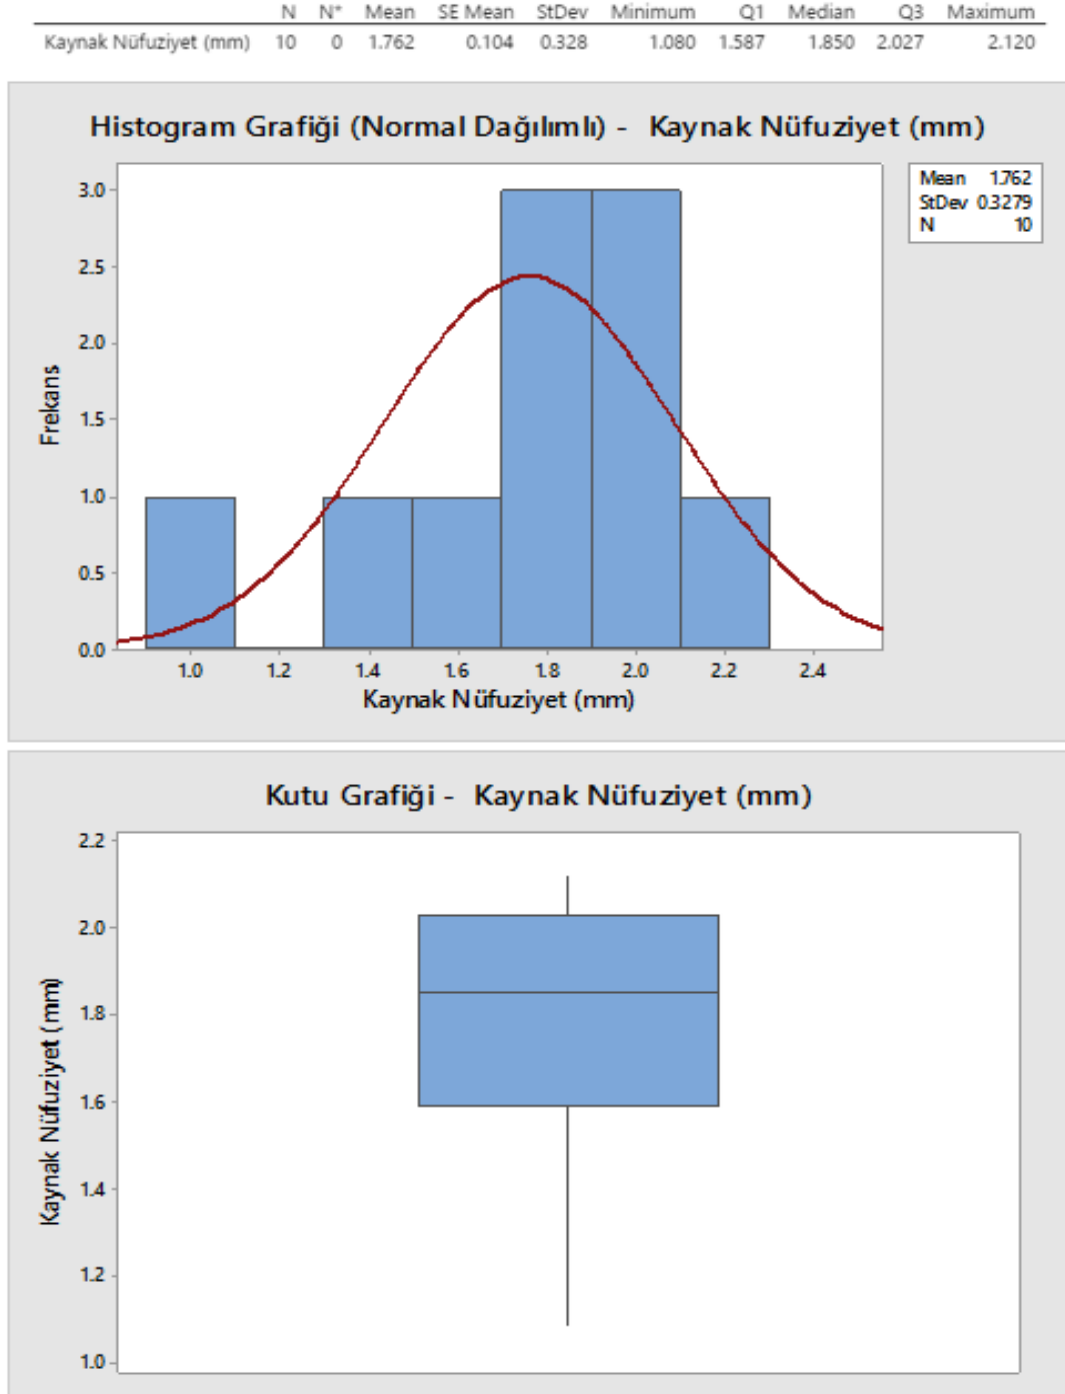 N N* Mean SE Mean StDev Minimum Q1 Median Q3 Maximum
Kaynak Nüfuziyet (mm) 10 0 1.762 0.104 0.328 1.080 1.587 1.850 2.027 2.120
Histogram Grafiği (Normal Dağılımlı) - Kaynak Nüfuziyet (mm)
Mean 1.762
StDev 0.3279
N 10
3.0
2.5
2.0
1.5
1.0
0.5
0.0
Frekans
1.0 1.2 1.4 1.6 1.8 2.0 2.2 2.4
Kaynak Nüfuziyet (mm)
Kutu Grafiği - Kaynak Nüfuziyet (mm)
2.2
2.0
1.8
1.6
1.4
1.2
1.0
Kaynak Nüfuziyet (mm)